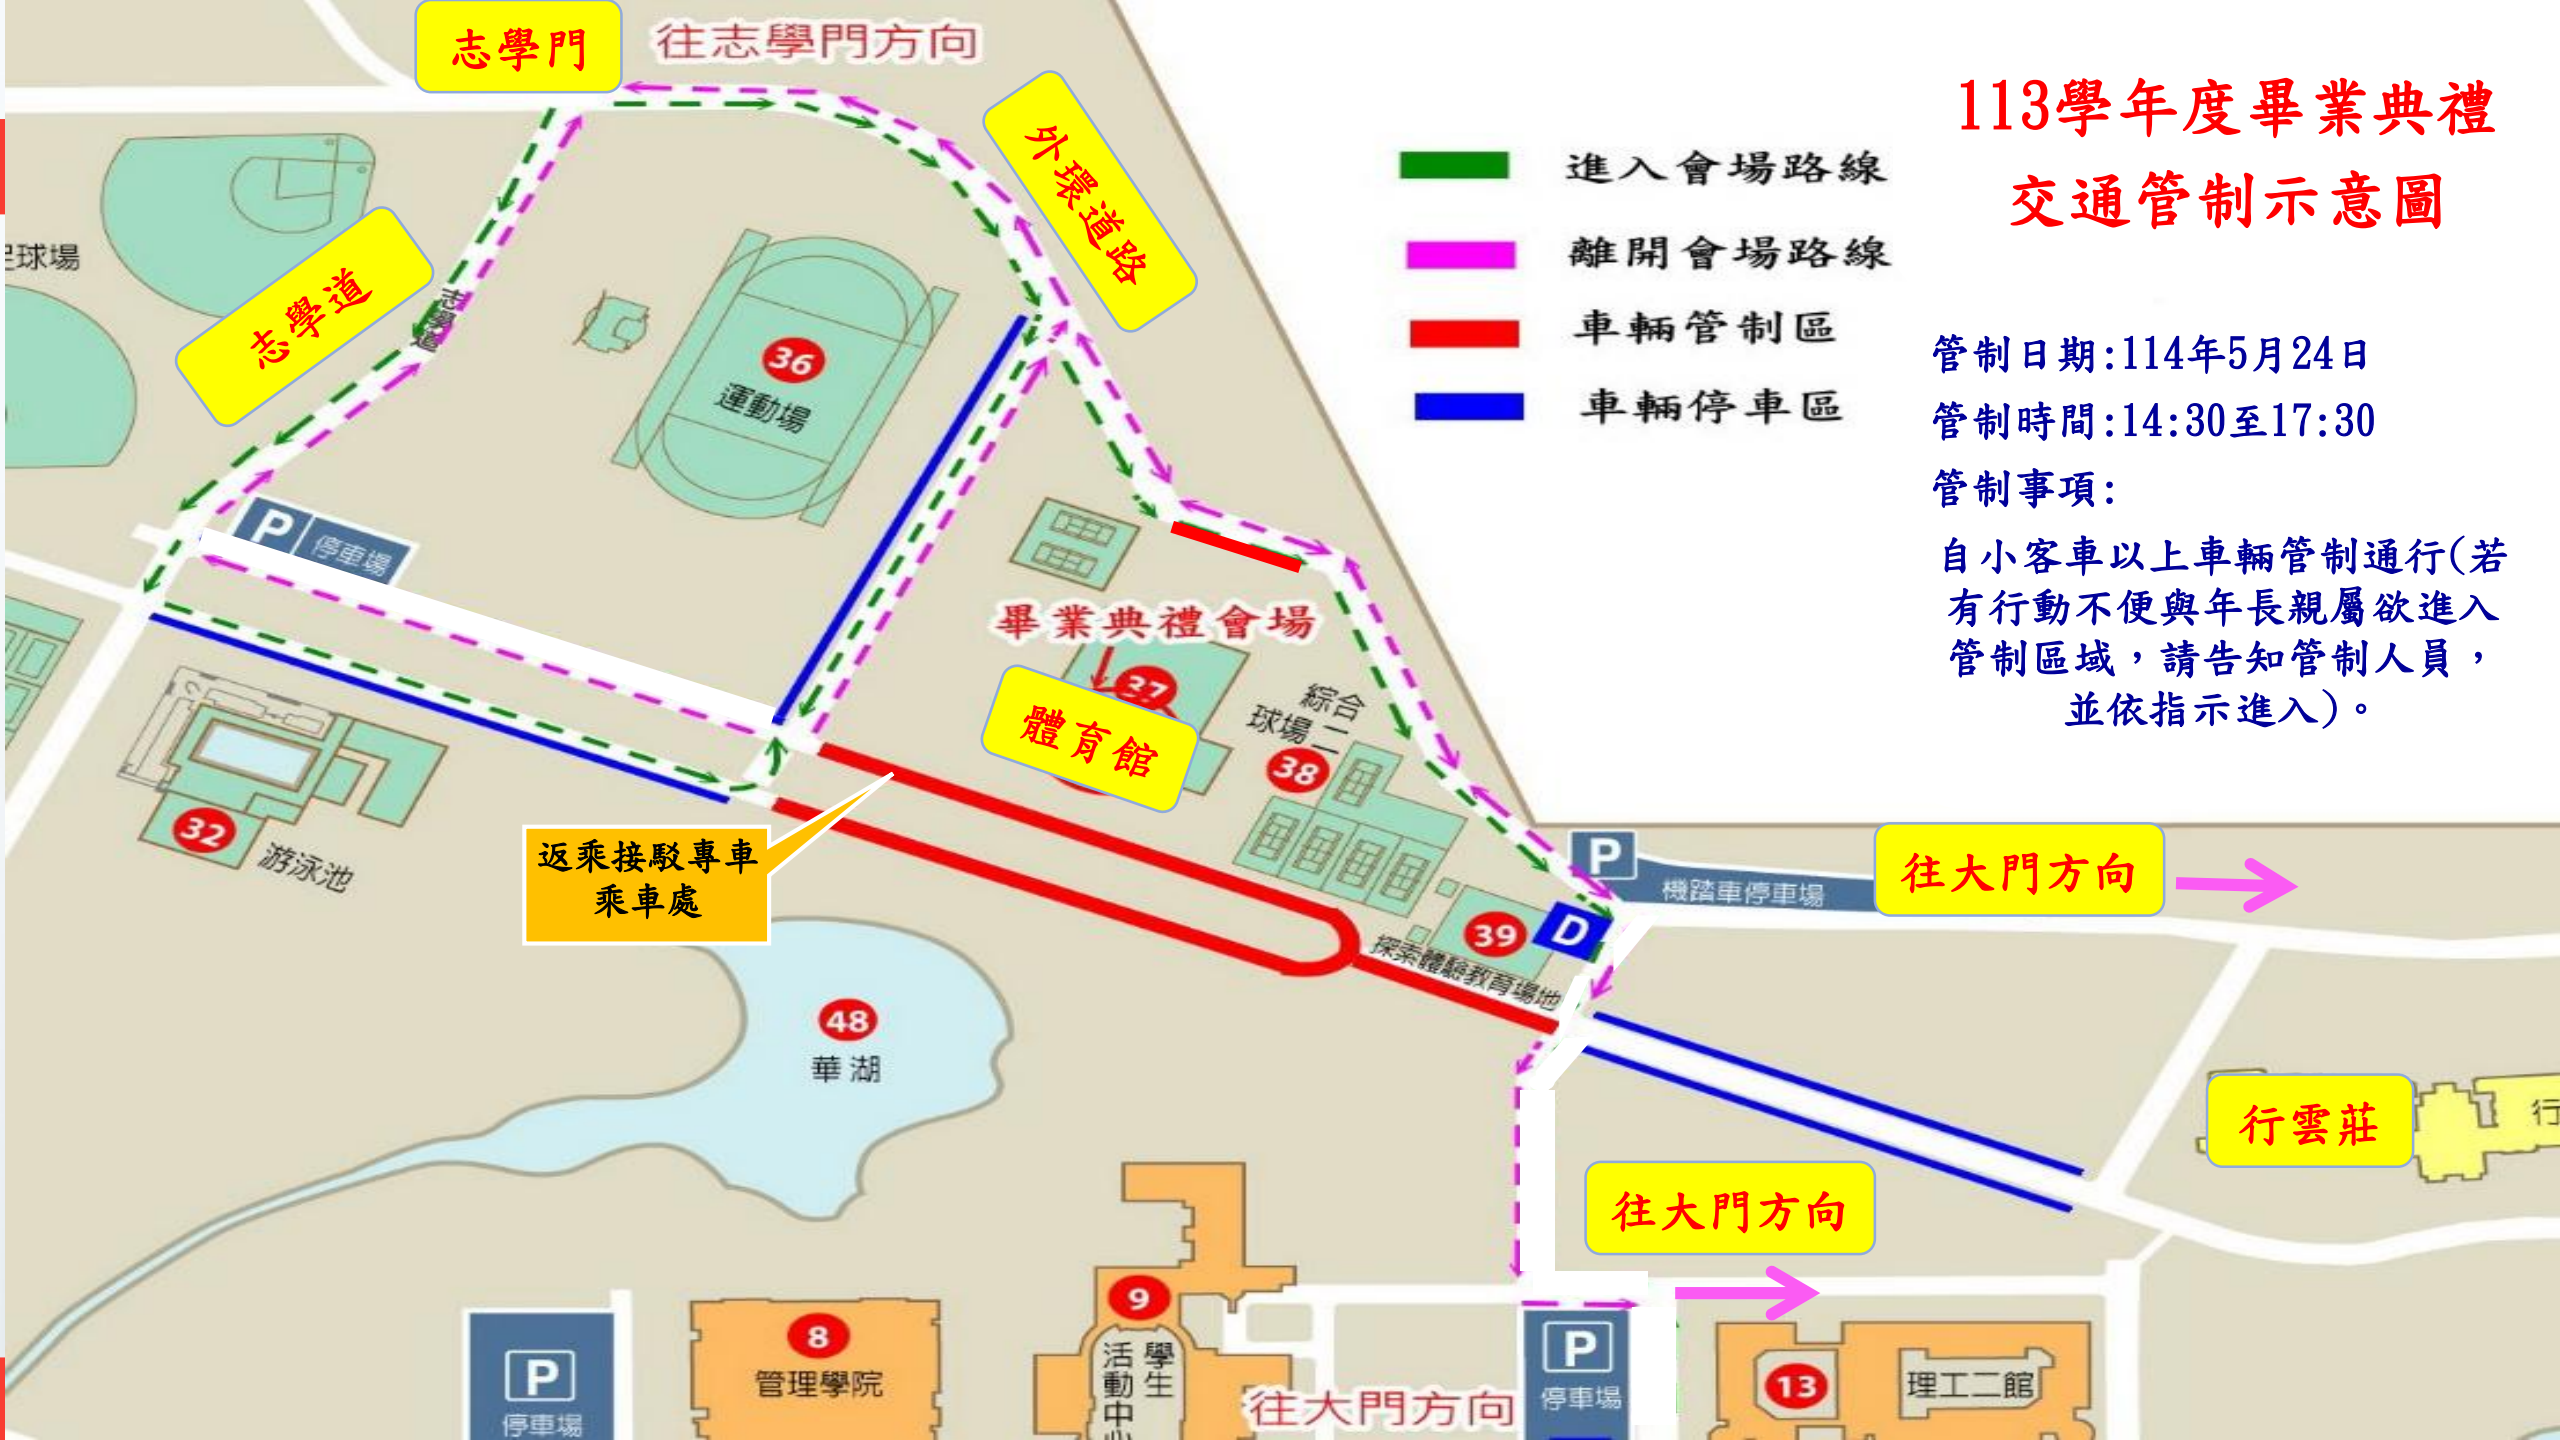 志學門
往志學門方向
外環道路
113學年度畢業典禮
交通管制示意圖
進入會場路線
離開會場路線
車輛管制區
車輛停車區
管制日期:114年5月24日
管制時間:14:30至17:30
管制事項:
自小客車以上車輛管制通行(若
有行動不便與年長親屬欲進入
管制區域，請告知管制人員，
並依指示進入)。
球場
志學道
志學道
36
運動場
P
停車場
畢業典禮會場
37
體育館
綜合
球場二
38
32
游泳池
返乘接駁專車
乘車處
39
D
探索體驗教育場地
P
機踏車停車場
往大門方向
48
華湖
行雲莊
行
往大門方向
P
停車場
8
管理學院
9
學生
活動中心
往大門方向
P
停車場
13
理工二館